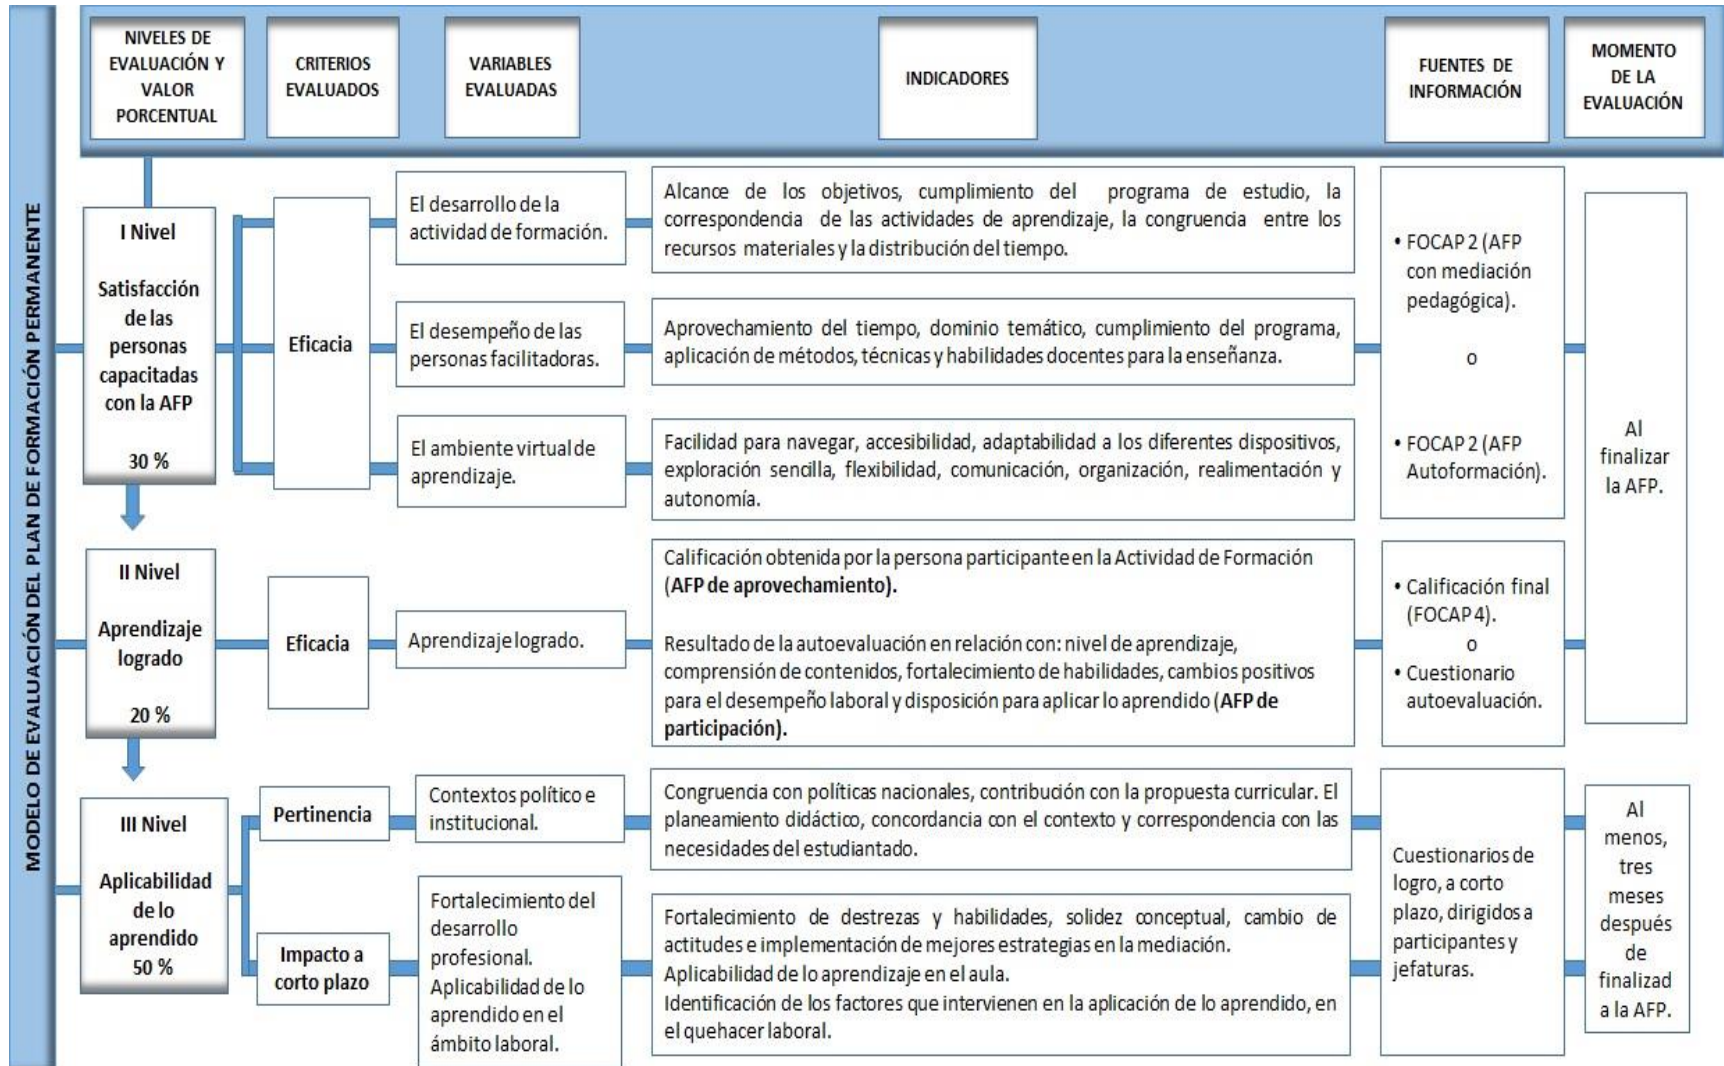 MODELO DE EVALUACIÓN DEL PLAN DE FORMACIÓN PERMANENTE
NIVELES DE
EVALUACIÓN Y
VALOR
PORCENTUAL
CRITERIOS
EVALUADOS
VARIABLES
EVALUADAS
INDICADORES
FUENTES DE
INFORMACIÓN
MOMENTO
DE LA
EVALUACIÓN
I Nivel
Satisfacción
de las
personas
capacitadas
con la AFP
30 %
Eficacia
El desarrollo de la
actividad de formación.
Alcance de los objetivos, cumplimiento del programa de estudio, la
correspondencia de las actividades de aprendizaje, la congruencia entre los
recursos materiales y la distribución del tiempo.
El desempeño de las
personas facilitadoras.
Aprovechamiento del tiempo, dominio temático, cumplimiento del programa,
aplicación de métodos, técnicas y habilidades docentes para la enseñanza.
El ambiente virtual de
aprendizaje.
Facilidad para navegar, accesibilidad, adaptabilidad a los diferentes dispositivos,
exploración sencilla, flexibilidad, comunicación, organización, realimentación y
autonomía.
• FOCAP 2 (AFP
con mediación
pedagógica).
o
• FOCAP 2 (AFP
Autoformación).
Al
finalizar
la AFP.
II Nivel
Aprendizaje
logrado
20 %
Eficacia
Aprendizaje logrado.
Calificación obtenida por la persona participante en la Actividad de Formación
(AFP de aprovechamiento).
Resultado de la autoevaluación en relación con: nivel de aprendizaje,
comprensión de contenidos, fortalecimiento de habilidades, cambios positivos
para el desempeño laboral y disposición para aplicar lo aprendido (AFP de
participación).
• Calificación final
(FOCAP 4).
o
• Cuestionario
autoevaluación.
III Nivel
Aplicabilidad
de lo
aprendido
50 %
Pertinencia
Contextos político e
institucional.
Congruencia con políticas nacionales, contribución con la propuesta curricular. El
planeamiento didáctico, concordancia con el contexto y correspondencia con las
necesidades del estudiantado.
Impacto a
corto plazo
Fortalecimiento del
desarrollo
profesional.
Aplicabilidad de lo
aprendido en el
ámbito laboral.
Fortalecimiento de destrezas y habilidades, solidez conceptual, cambio de
actitudes e implementación de mejores estrategias en la mediación.
Aplicabilidad de lo aprendizaje en el aula.
Identificación de los factores que intervienen en la aplicación de lo aprendido, en
el quehacer laboral.
Cuestionarios de
logro, a corto
plazo, dirigidos a
participantes y
jefaturas.
Al
menos,
tres
meses
después
de
finalizad
a la AFP.